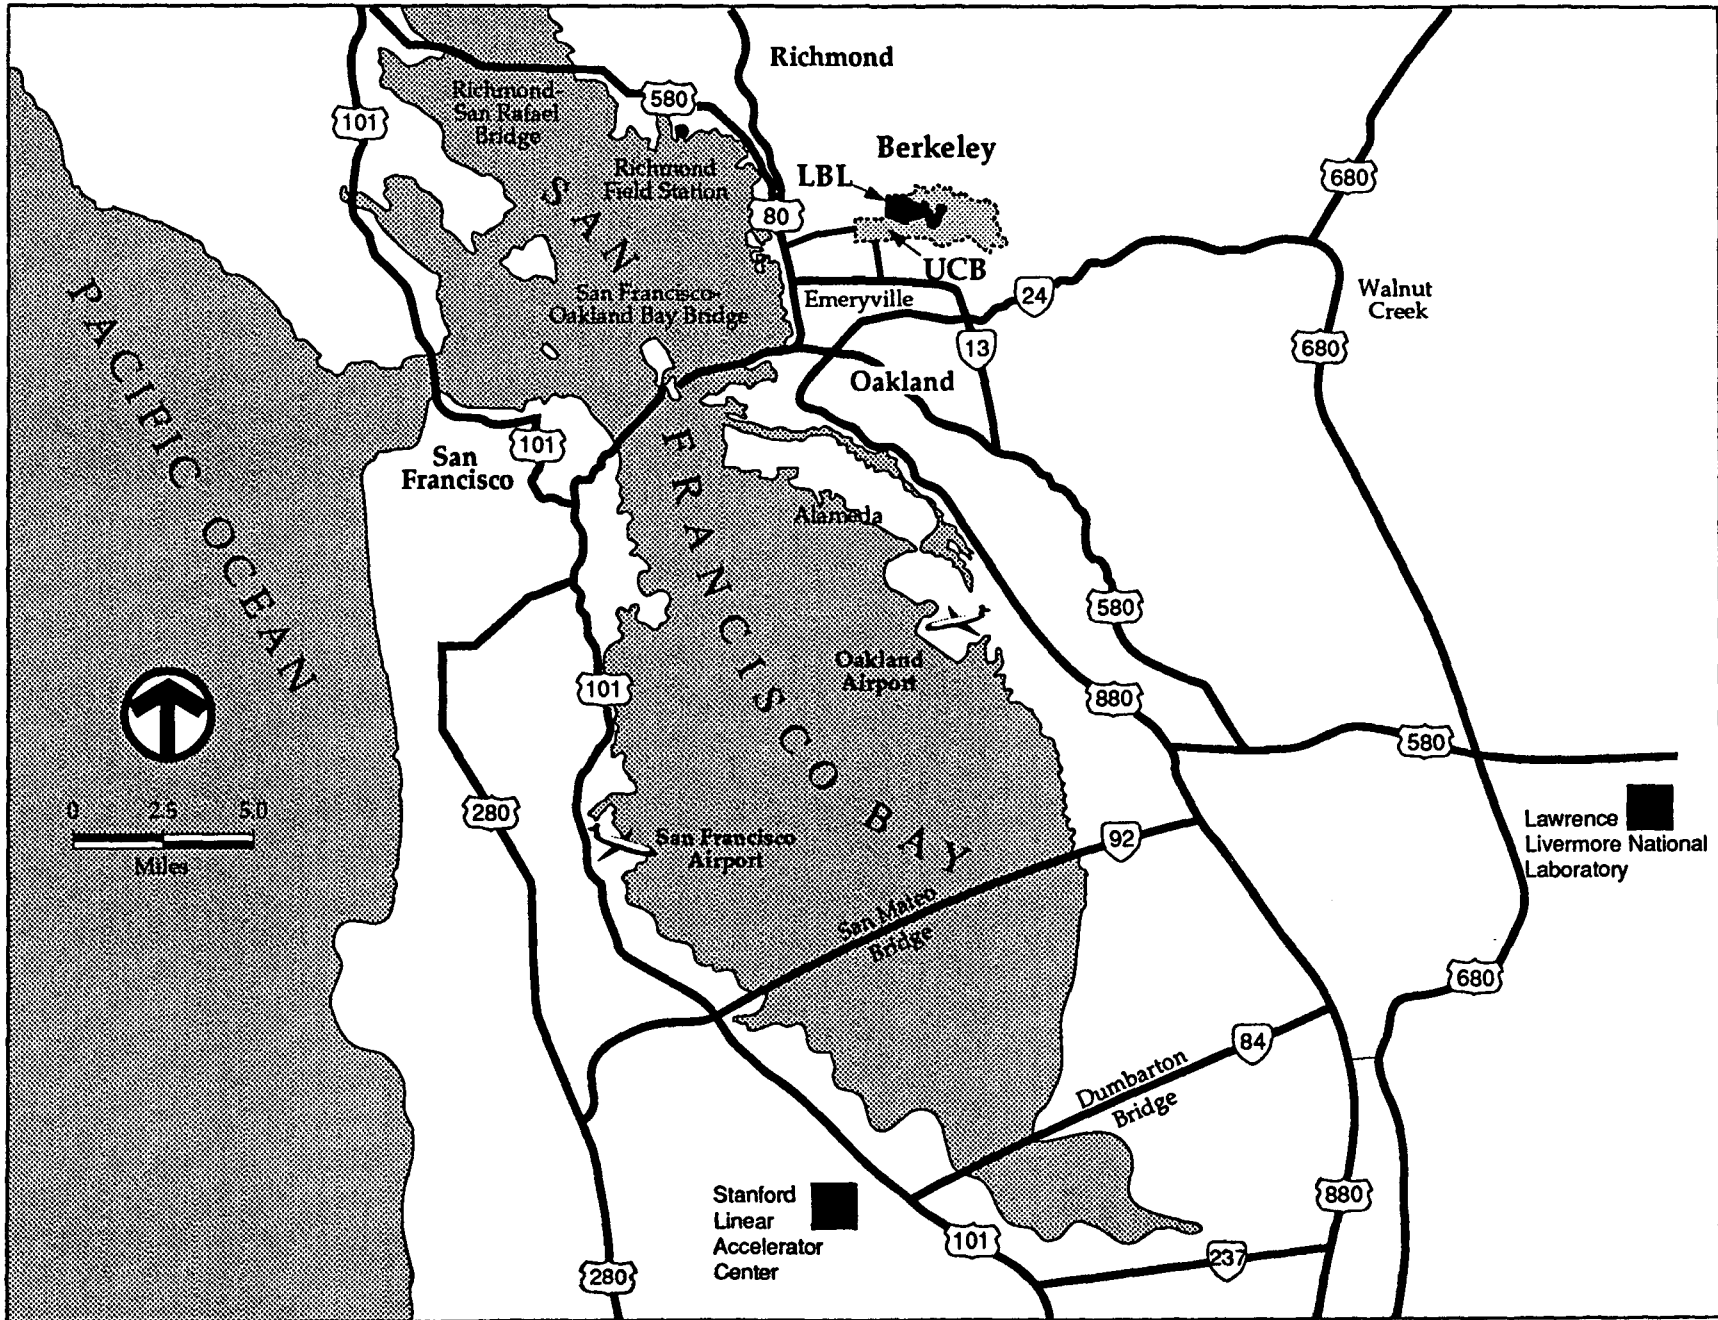 Richmond
Richmond-
San Rafael
Bridge
580
101
Berkeley
Richmond
Field Station
LBL
680
80
UCB
SAN FRANCISCO BAY
San Francisco-
Oakland Bay Bridge
Emeryville
24
Walnut
Creek
13
680
PACIFIC OCEAN
Oakland
101
San
Francisco
Alameda
580
Oakland
Airport
101
880
580
0 2.5 5.0
Miles
280
San Francisco
Airport
92
Lawrence
Livermore National
Laboratory
San Mateo
Bridge
680
84
Dumbarton
Bridge
Stanford
Linear
Accelerator
Center
880
101
237
280